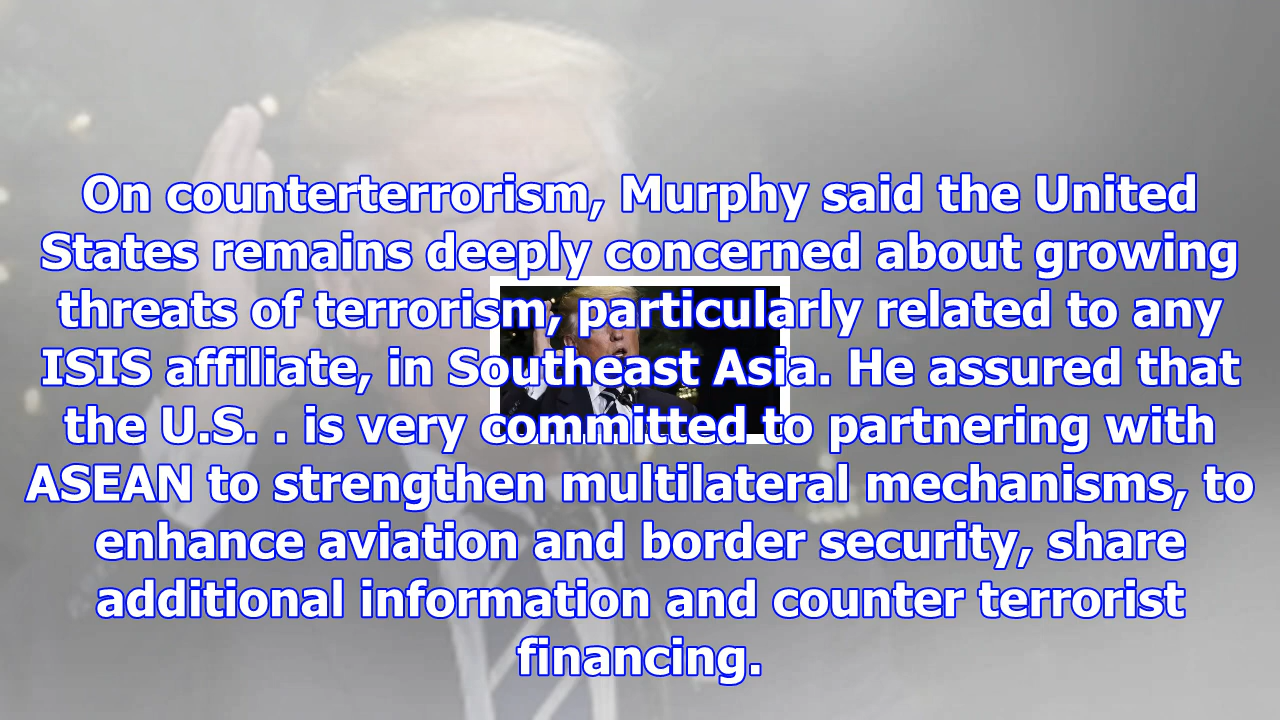 On counterterrorism, Murphy said the United
States remains deeply concerned about growing
threats of terrorism, particularly related to any
ISIS affiliate, in Southeast Asia. He assured that
the U.S. . is very committed to partnering with
ASEAN to strengthen multilateral mechanisms, to
enhance aviation and border security, share
additional information and counter terrorist
financing.